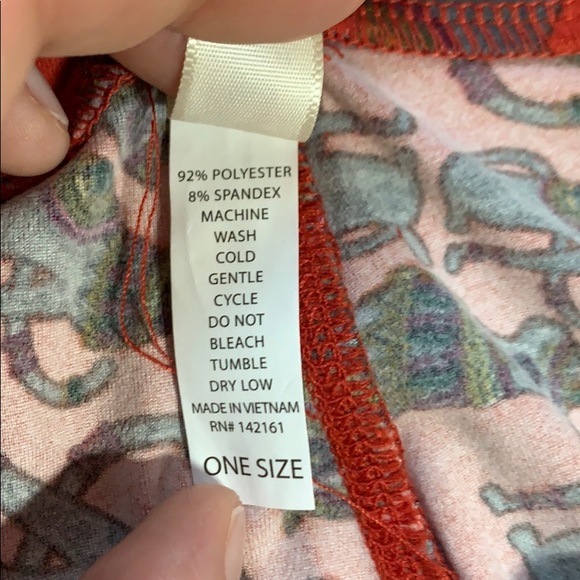 92% POLYESTER
8% SPANDEX
MACHINE
WASH
COLD
GENTLE
CYCLE
DO NOT
BLEACH
TUMBLE
DRY LOW
MADE IN VIETNAM
RN# 142161
ONE SIZE